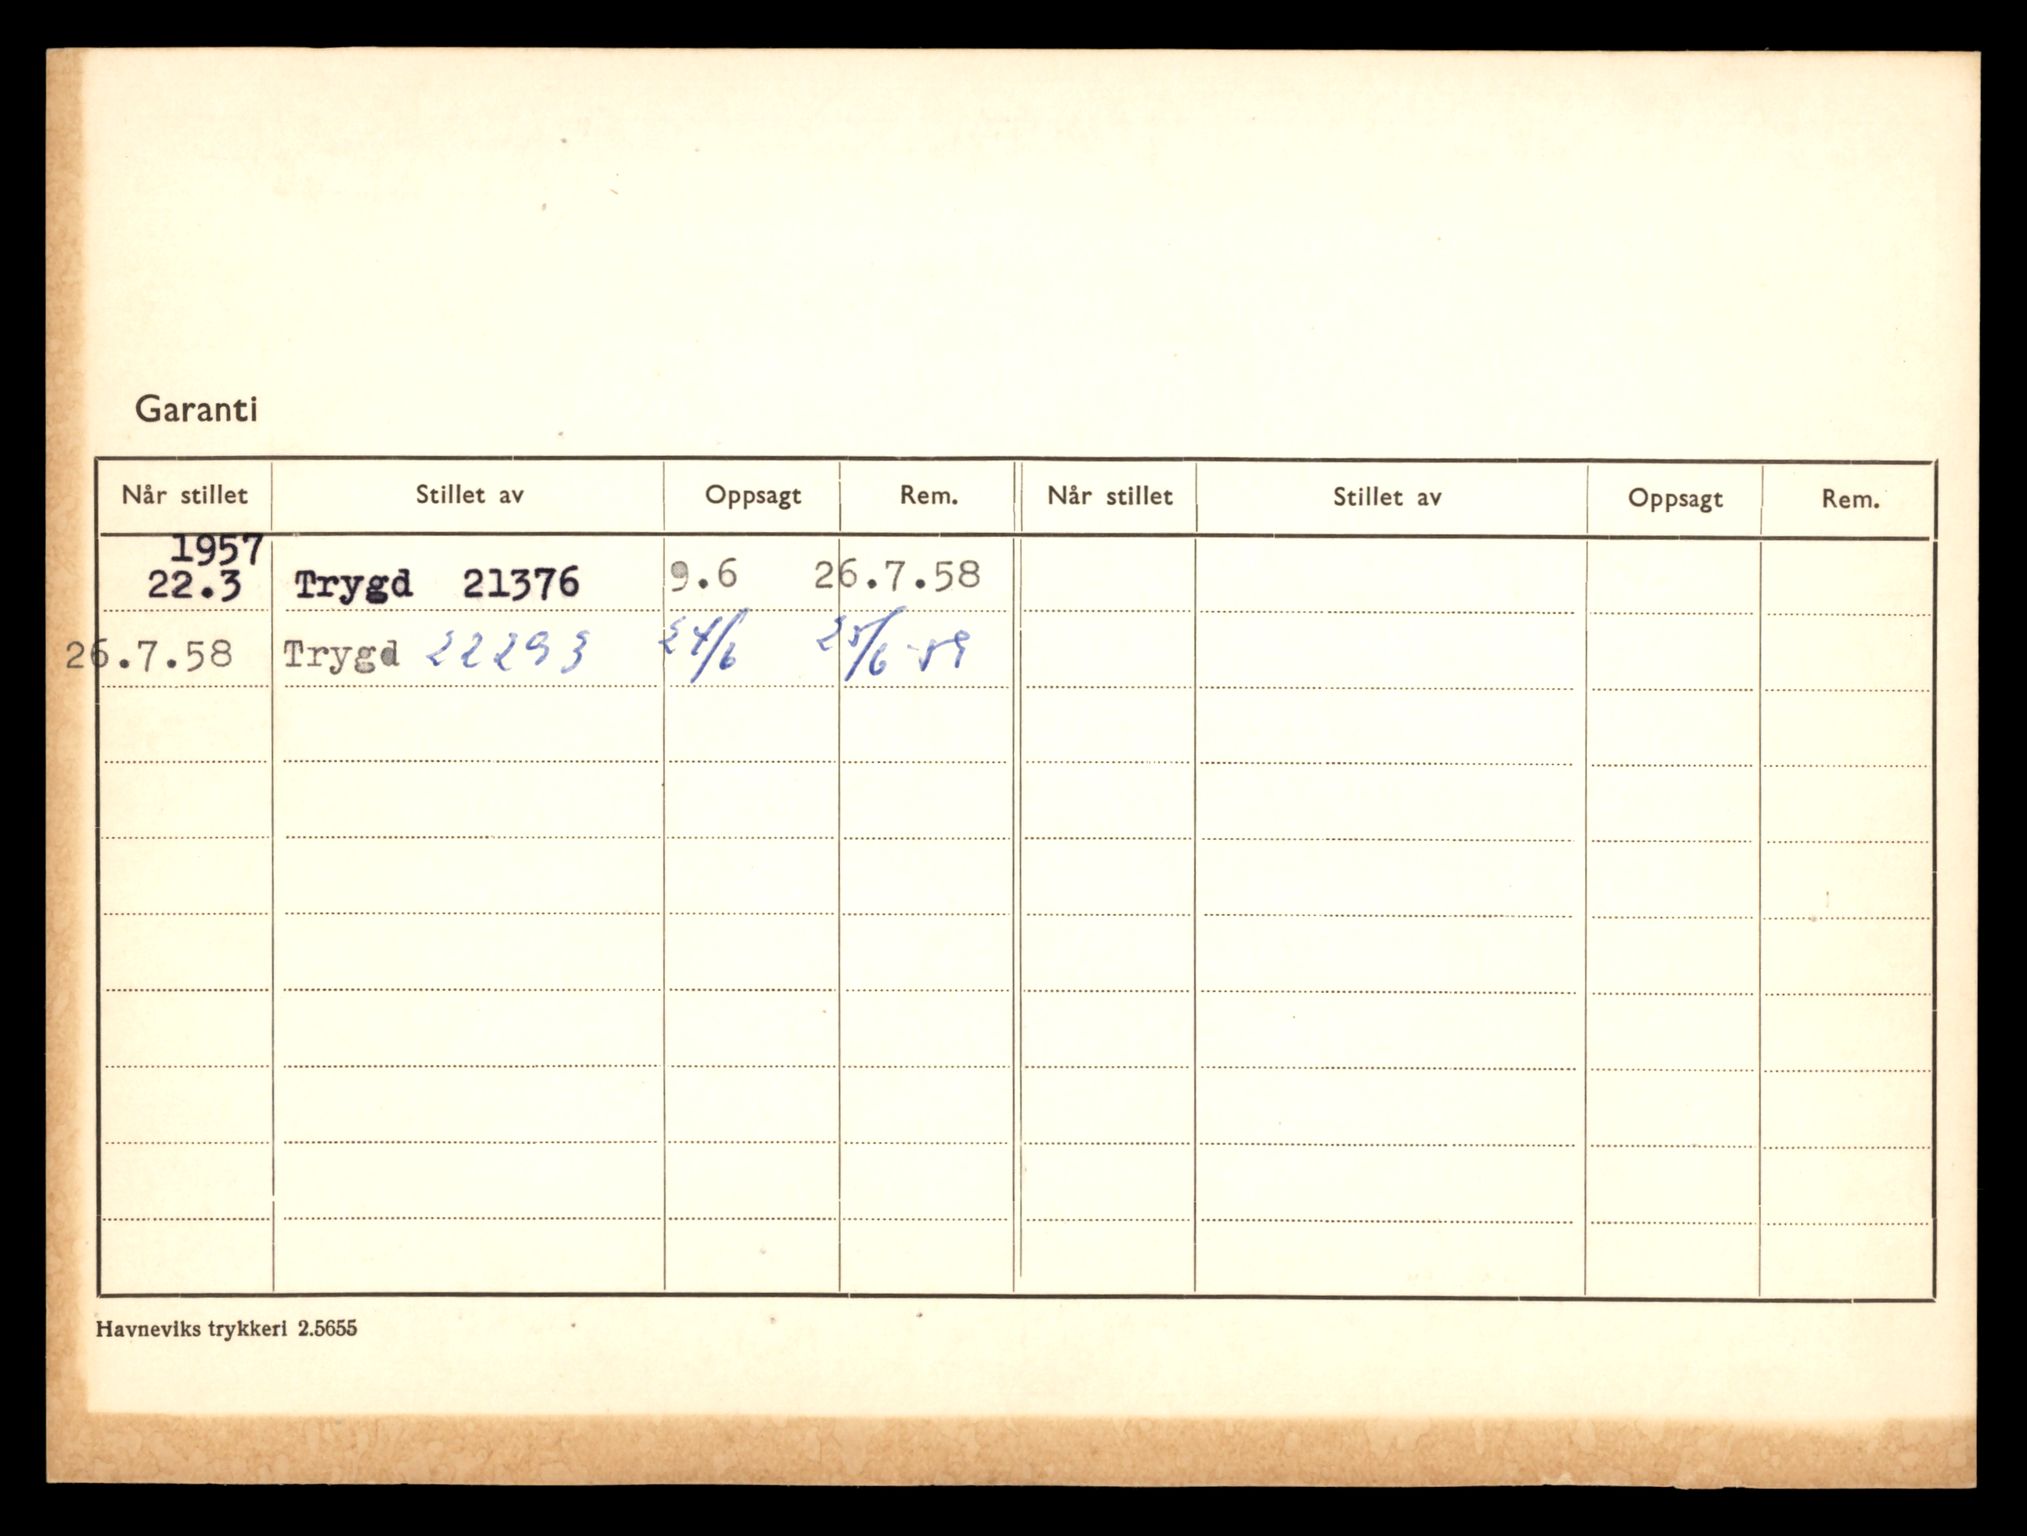 Garanti
Når stillet Stillet av Oppsagt Rem. Når stillet Stillet av Oppsagt Rem.
1957
22.3 Trygd 21376 9.6 26.7.58
26.7.58 Trygd 22293 24/6 25/6-59
Havneviks trykkeri 2.5655